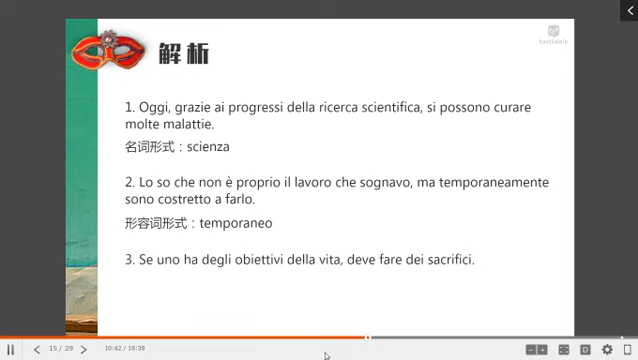 解析
1. Oggi, grazie ai progressi della ricerca scientifica, si possono curare
molte malattie.
名词形式：scienza
2. Lo so che non è proprio il lavoro che sognavo, ma temporaneamente
sono costretto a farlo.
形容词形式：temporaneo
3. Se uno ha degli obiettivi della vita, deve fare dei sacrifici.
15 / 29
10:42 / 18:38